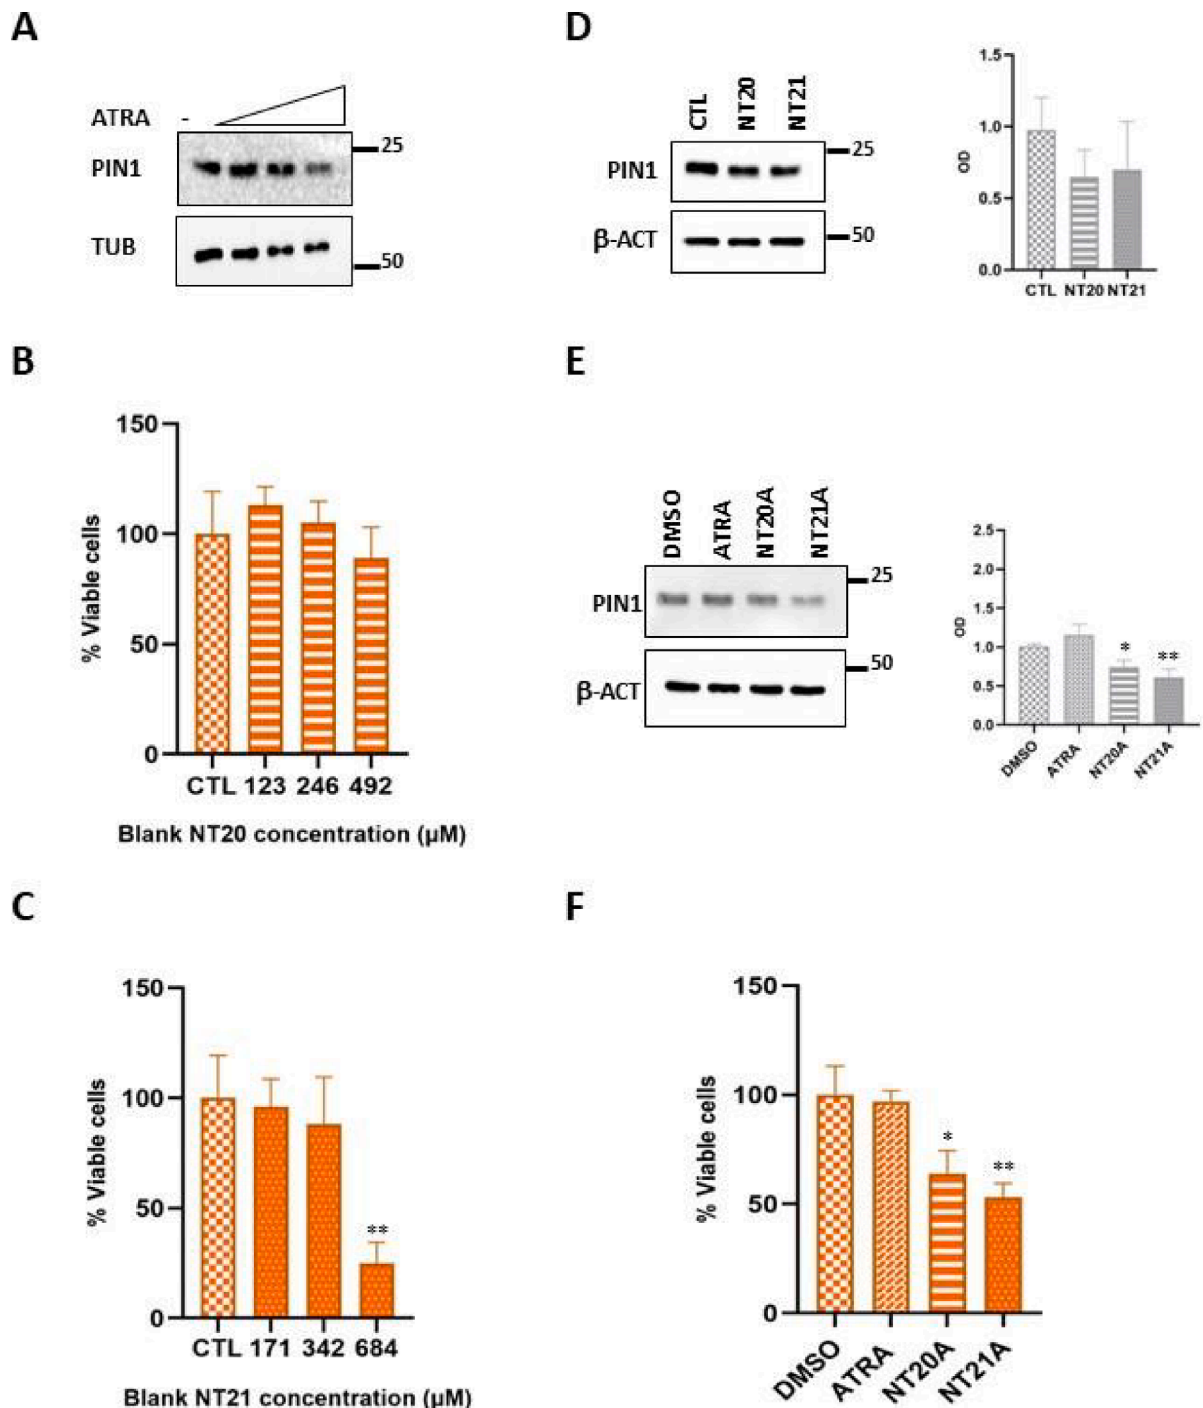 A
ATRA -
PIN1
25
TUB
50
B
150
100
50
0
% Viable cells
CTL 123 246 492
Blank NT20 concentration (µM)
C
150
100
50
0
% Viable cells
**
CTL 171 342 684
Blank NT21 concentration (µM)
D
CTL NT20 NT21
PIN1
25
β-ACT
50
1.5
1.0
0.5
0.0
OD
CTL NT20 NT21
E
DMSO ATRA NT20A NT21A
PIN1
25
β-ACT
50
2.5
2.0
1.5
1.0
0.5
0.0
OD
* **
DMSO ATRA NT20A NT21A
F
150
100
50
0
% Viable cells
* **
DMSO ATRA NT20A NT21A